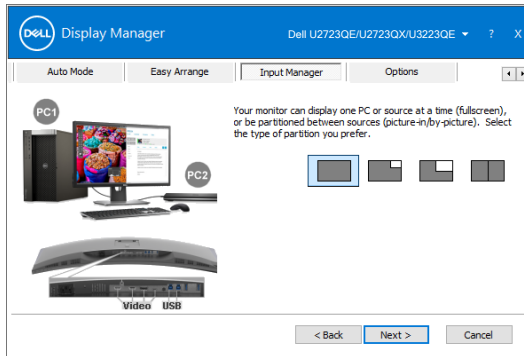 DELL Display Manager
Dell U2723QE/U2723QX/U3223QE ? X
Auto Mode Easy Arrange Input Manager Options
PC1
Your monitor can display one PC or source at a time (fullscreen),
or be partitioned between sources (picture-in/by-picture). Select
the type of partition you prefer.
PC2
Video USB
< Back Next > Cancel